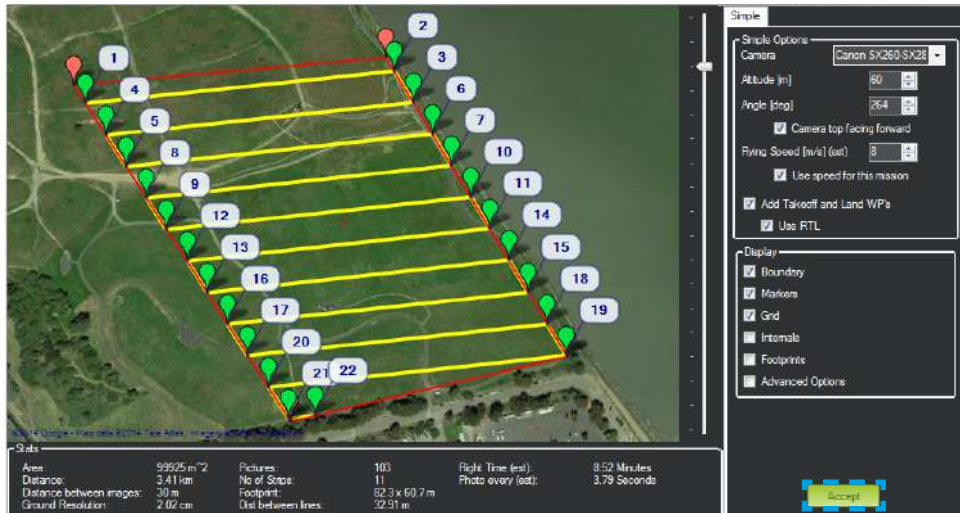 1
2
3
4
5
6
7
8
9
10
11
12
13
14
15
16
17
18
19
20
21
22
Stats
Area: 99925 m^2
Distance: 3.41 km
Distance between images: 30 m
Ground Resolution: 2.02 cm
Pictures: 103
No of Strips: 11
Footprint: 82.3 x 60.7 m
Dist between lines: 32.91 m
Flight Time (est): 8:52 Minutes
Photo every (est): 3.79 Seconds
Simple
Simple Options
Camera Canon SX260-SX28
Altitude [m] 60
Angle [deg] 264
Camera top facing forward
Flying Speed [m/s] (est) 8
Use speed for this mission
Add Takeoff and Land WP's
Use RTL
Display
Boundary
Markers
Grid
Internals
Footprints
Advanced Options
Accept